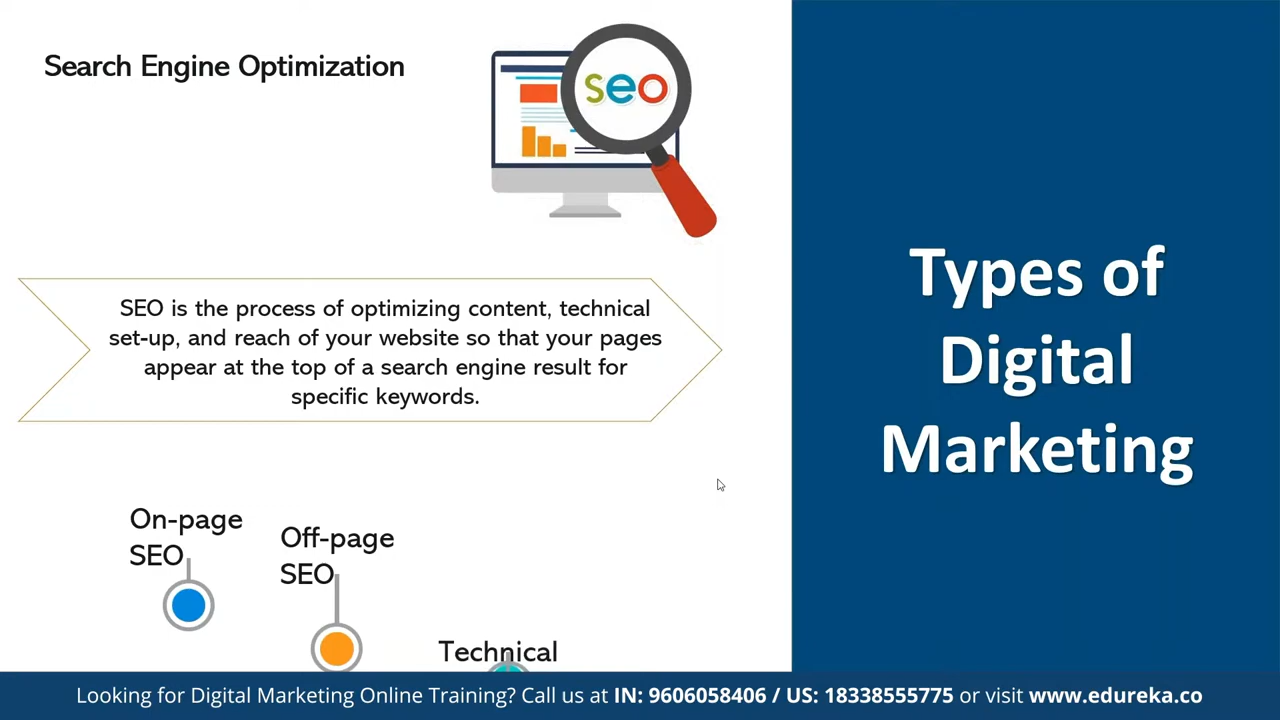 Search Engine Optimization
seo
SEO is the process of optimizing content, technical
set-up, and reach of your website so that your pages
appear at the top of a search engine result for
specific keywords.
On-page
SEO
Off-page
SEO
Technical
Types of
Digital
Marketing
Looking for Digital Marketing Online Training? Call us at IN: 9606058406 / US: 18338555775 or visit www.edureka.co